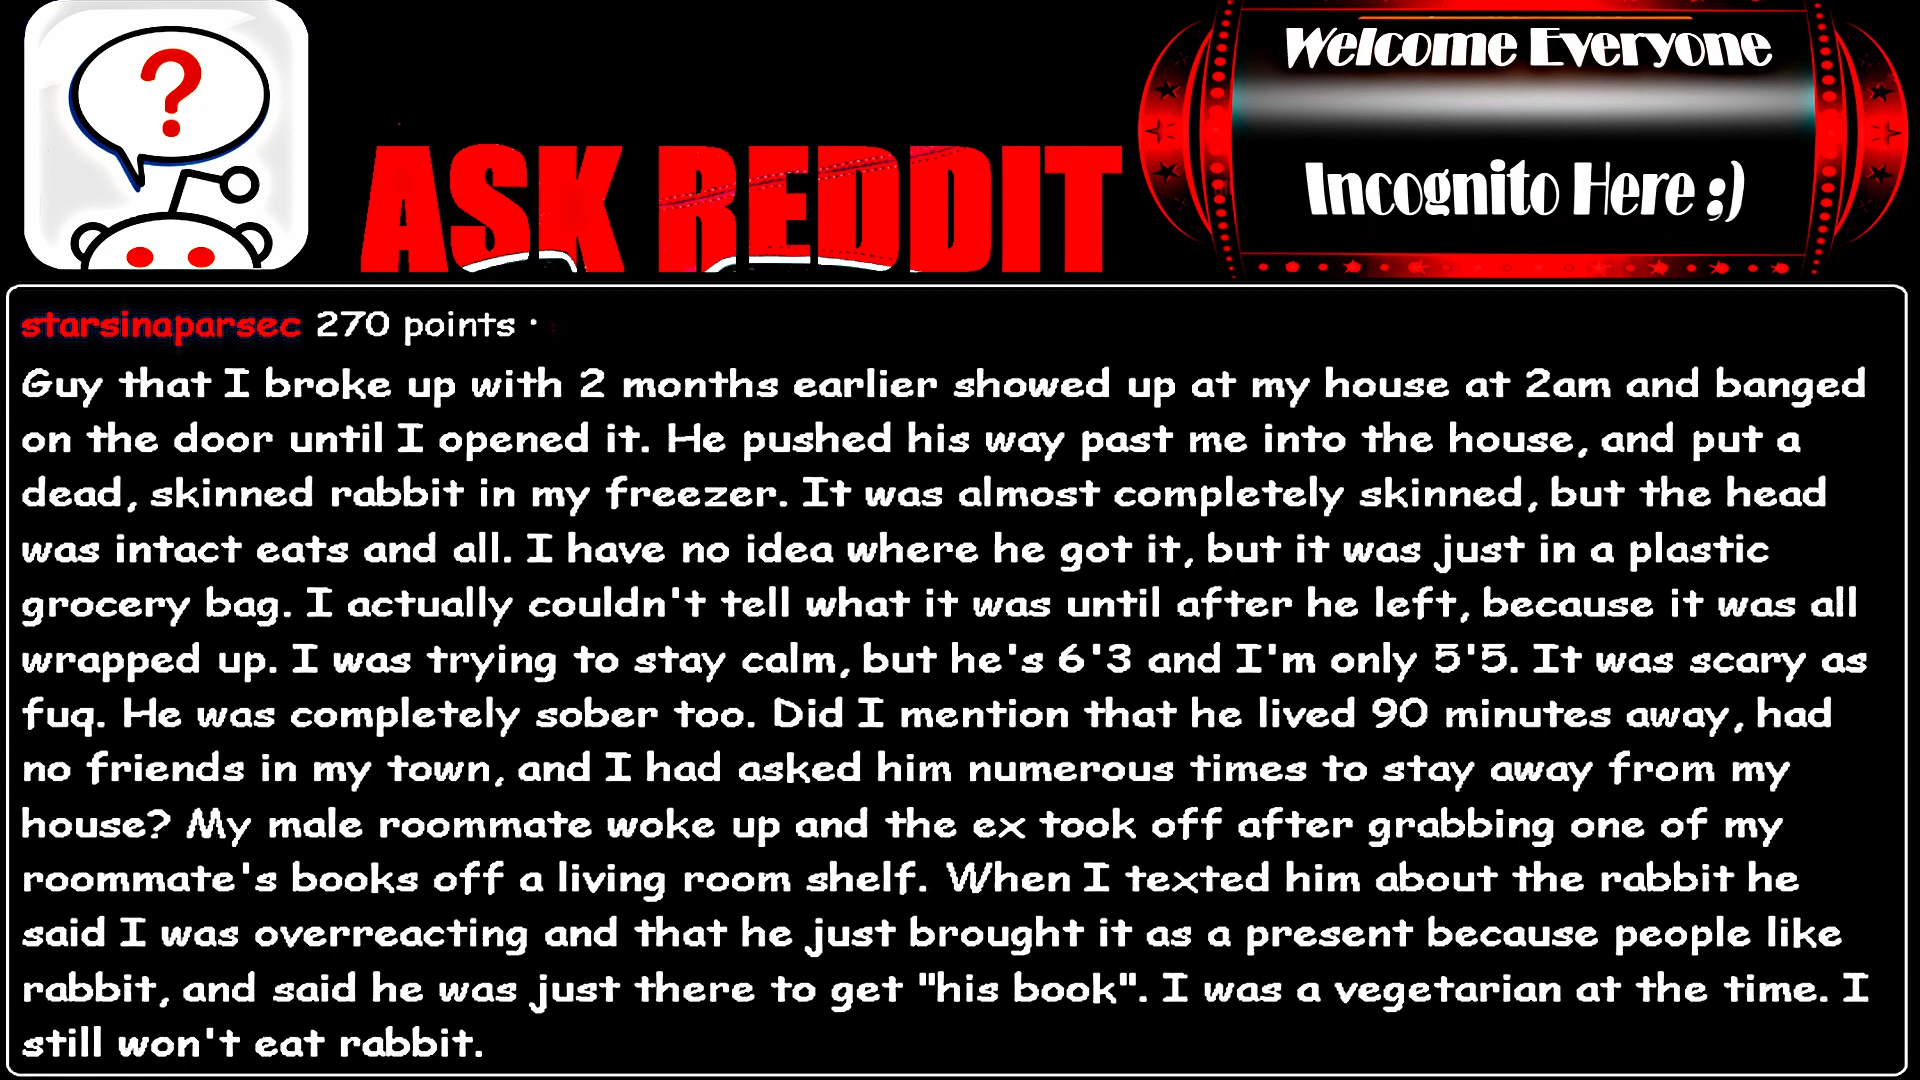 ?
Welcome Everyone
ASK REDDIT
Incognito Here ;)
starsinaparsec 270 points ·
Guy that I broke up with 2 months earlier showed up at my house at 2am and banged
on the door until I opened it. He pushed his way past me into the house, and put a
dead, skinned rabbit in my freezer. It was almost completely skinned, but the head
was intact eats and all. I have no idea where he got it, but it was just in a plastic
grocery bag. I actually couldn't tell what it was until after he left, because it was all
wrapped up. I was trying to stay calm, but he's 6'3 and I'm only 5'5. It was scary as
fuq. He was completely sober too. Did I mention that he lived 90 minutes away, had
no friends in my town, and I had asked him numerous times to stay away from my
house? My male roommate woke up and the ex took off after grabbing one of my
roommate's books off a living room shelf. When I texted him about the rabbit he
said I was overreacting and that he just brought it as a present because people like
rabbit, and said he was just there to get "his book". I was a vegetarian at the time. I
still won't eat rabbit.